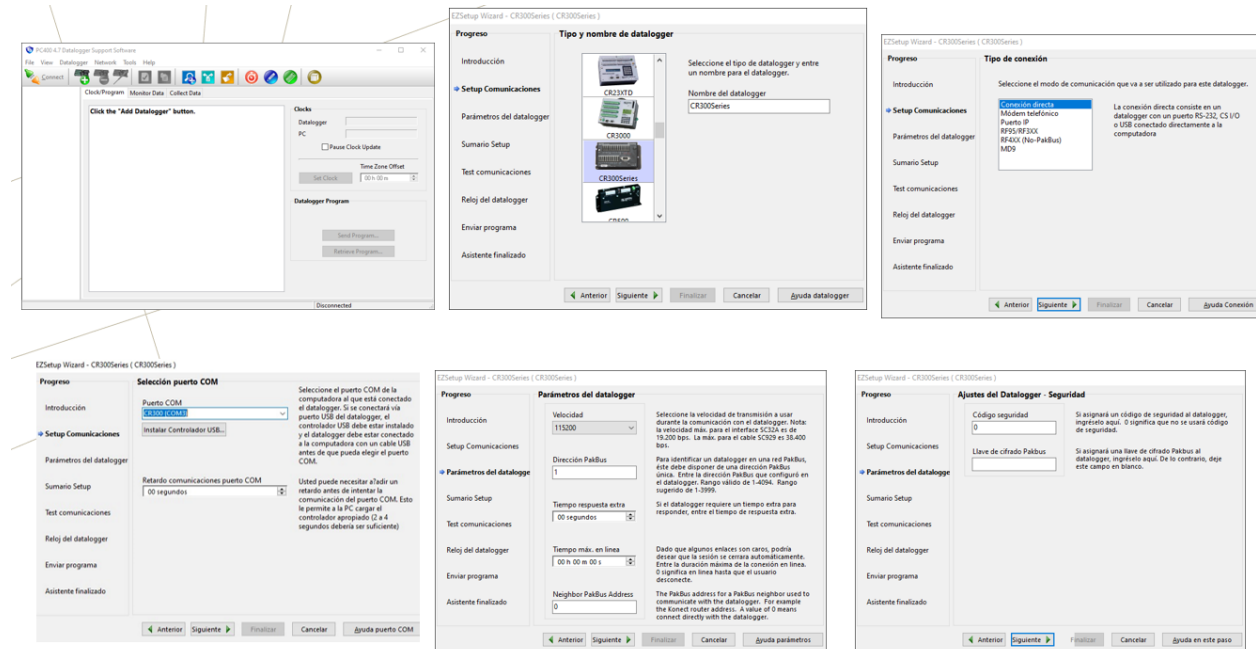 PC400 4.7 Datalogger Support Software
File View Datalogger Network Tools Help
Connect
Clock/Program Monitor Data Collect Data
Click the "Add Datalogger" button.
Clocks
Datalogger
PC
Pause Clock Update
Time Zone Offset
Set Clock
00 h 00 m
Datalogger Program
Send Program...
Retrieve Program...
Disconnected
EZSetup Wizard - CR300Series ( CR300Series )
Progreso
Introducción
Setup Comunicaciones
Parámetros del datalogger
Sumario Setup
Test comunicaciones
Reloj del datalogger
Enviar programa
Asistente finalizado
Tipo y nombre de datalogger
CR23XTD
CR3000
CR300Series
CR500
Seleccione el tipo de datalogger y entre
un nombre para el datalogger.
Nombre del datalogger
CR300Series
Anterior Siguiente Finalizar Cancelar Ayuda datalogger
EZSetup Wizard - CR300Series ( CR300Series )
Progreso
Introducción
Setup Comunicaciones
Parámetros del datalogger
Sumario Setup
Test comunicaciones
Reloj del datalogger
Enviar programa
Asistente finalizado
Tipo de conexión
Seleccione el modo de comunicación que va a ser utilizado para este datalogger.
Conexión directa
Módem telefónico
Puerto IP
RF95/RF3XX
RF4XX (No-PakBus)
MD9
La conexión directa consiste en un
datalogger con un puerto RS-232, CS I/O
o USB conectado directamente a la
computadora
Anterior Siguiente Finalizar Cancelar Ayuda Conexión
EZSetup Wizard - CR300Series ( CR300Series )
Progreso
Introducción
Setup Comunicaciones
Parámetros del datalogger
Sumario Setup
Test comunicaciones
Reloj del datalogger
Enviar programa
Asistente finalizado
Selección puerto COM
Puerto COM
CR300 (COM3)
Instalar Controlador USB...
Retardo comunicaciones puerto COM
00 segundos
Seleccione el puerto COM de la
computadora al que está conectado
el datalogger. Si se conectará vía
puerto USB del datalogger, el
controlador USB debe estar instalado
y el datalogger debe estar conectado
a la computadora con un cable USB
antes de que pueda elegir el puerto
COM.
Usted puede necesitar a?adir un
retardo antes de intentar la
comunicación del puerto COM. Esto
le permite a la PC cargar el
controlador apropiado (2 a 4
segundos debería ser suficiente)
Anterior Siguiente Finalizar Cancelar Ayuda puerto COM
EZSetup Wizard - CR300Series ( CR300Series )
Progreso
Introducción
Setup Comunicaciones
Parámetros del datalogge
Sumario Setup
Test comunicaciones
Reloj del datalogger
Enviar programa
Asistente finalizado
Parámetros del datalogger
Velocidad
115200
Dirección PakBus
1
Tiempo respuesta extra
00 segundos
Tiempo máx. en linea
00 h 00 m 00 s
Neighbor PakBus Address
0
Seleccione la velocidad de transmisión a usar
durante la comunicación con el datalogger. Nota:
la velocidad máx. para el interface SC32A es de
19.200 bps. La máx. para el cable SC929 es 38.400
bps.
Para identificar un datalogger en una red PakBus,
éste debe disponer de una dirección PakBus
única. Entre la dirección PakBus que configuró en
el datalogger. Rango válido de 1-4094. Rango
sugerido de 1-3999.
Si el datalogger requiere un tiempo extra para
responder, entre el tiempo de respuesta extra.
Dado que algunos enlaces son caros, podría
desear que la sesión se cerrara automáticamente.
Entre la duración máxima de la conexión en linea.
0 significa en linea hasta que el usuario
desconecte.
The PakBus address for a PakBus neighbor used to
communicate with the datalogger. For example
the Konect router address. A value of 0 means
connect directly with the datalogger.
Anterior Siguiente Finalizar Cancelar Ayuda parámetros
EZSetup Wizard - CR300Series ( CR300Series )
Progreso
Introducción
Setup Comunicaciones
Parámetros del datalogge
Sumario Setup
Test comunicaciones
Reloj del datalogger
Enviar programa
Asistente finalizado
Ajustes del Datalogger - Seguridad
Código seguridad
0
Llave de cifrado Pakbus
Si asignará un código de seguridad al datalogger,
ingréselo aquí. 0 significa que no se usará código
de seguridad.
Si asignará una llave de cifrado Pakbus al
datalogger, ingréselo aquí. De lo contrario, deje
este campo en blanco.
Anterior Siguiente Finalizar Cancelar Ayuda en este paso